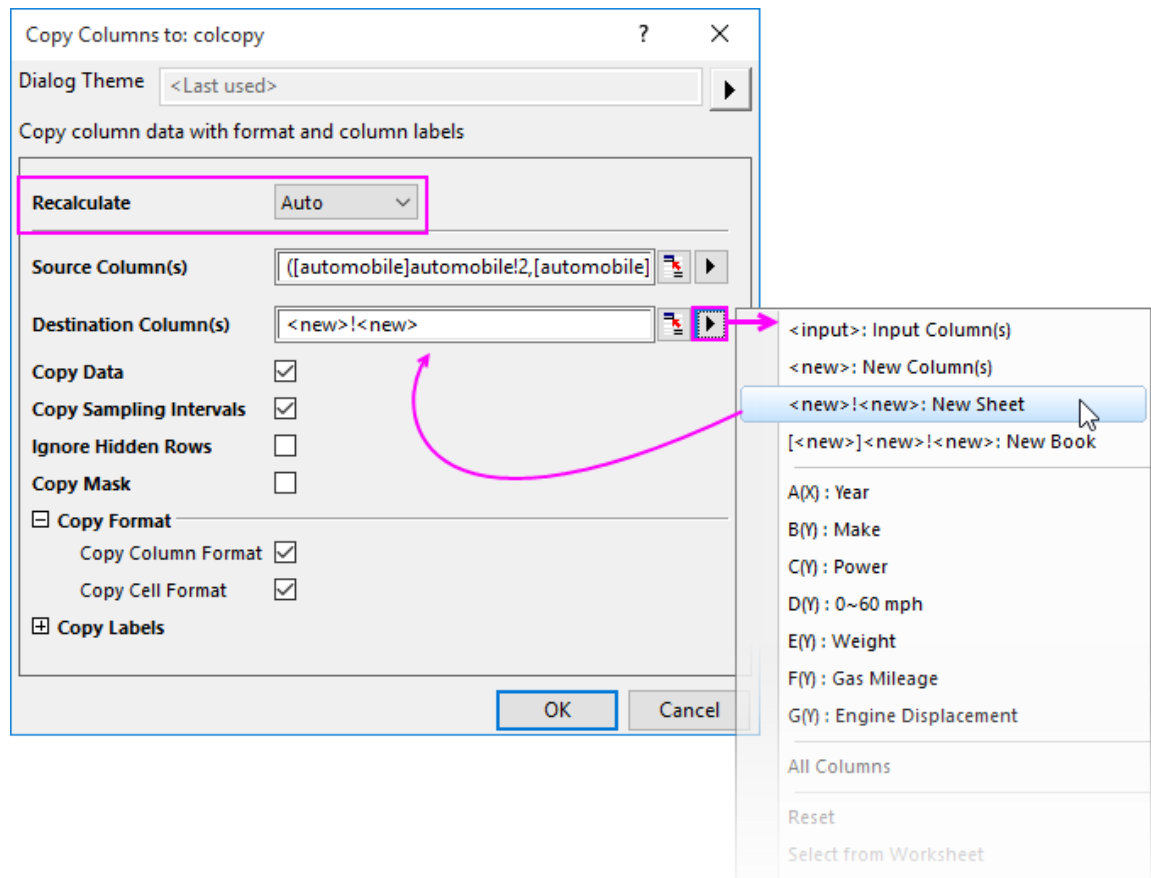 Copy Columns to: colcopy ?
Dialog Theme <Last used>
Copy column data with format and column labels
Recalculate Auto
Source Column(s) ([automobile]automobile!2,[automobile]
Destination Column(s) <new>!<new>
Copy Data
Copy Sampling Intervals
Ignore Hidden Rows
Copy Mask
Copy Format
Copy Column Format
Copy Cell Format
Copy Labels
OK Cancel
<input>: Input Column(s)
<new>: New Column(s)
<new>!<new>: New Sheet
[<new>]<new>!<new>: New Book
A(X) : Year
B(Y) : Make
C(Y) : Power
D(Y) : 0~60 mph
E(Y) : Weight
F(Y) : Gas Mileage
G(Y) : Engine Displacement
All Columns
Reset
Select from Worksheet